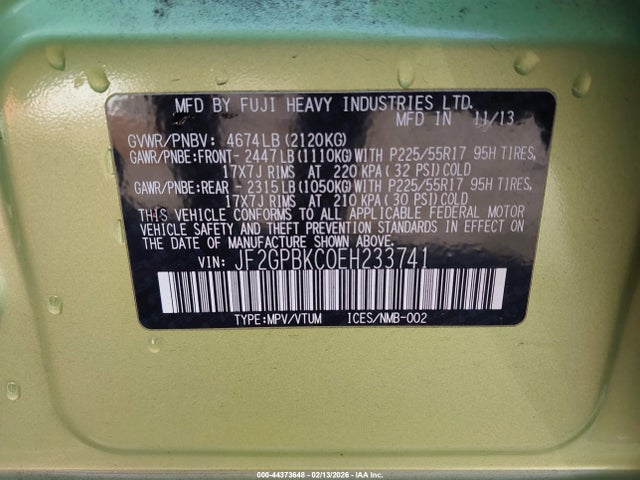 MFD BY FUJI HEAVY INDUSTRIES LTD.
MFD IN 11/13
GVWR/PNBV: 4674LB(2120KG)
GAWR/PNBE:FRONT-2447LB(1110KG)WITH P225/55R17 95H TIRES,
17X7J RIMS AT 220 KPA(32 PSI)COLD
GAWR/PNBE:REAR -2315LB(1050KG)WITH P225/55R17 95H TIRES,
17X7J RIMS AT 210 KPA(30 PSI)COLD
THIS VEHICLE CONFORMS TO ALL APPLICABLE FEDERAL MOTOR
VEHICLE SAFETY AND THEFT PREVENTION STANDARDS IN EFFECT ON
THE DATE OF MANUFACTURE SHOWN ABOVE.
VIN: JF2GPBKC0EH233741
TYPE:MPV/VTUM ICES/NMB-002
000-44373648 - 02/13/2026 - IAA Inc.